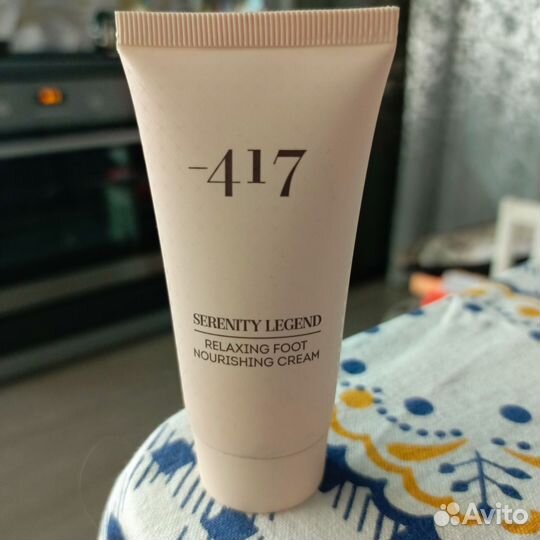 -417
SERENITY LEGEND
RELAXING FOOT
NOURISHING CREAM
Avito